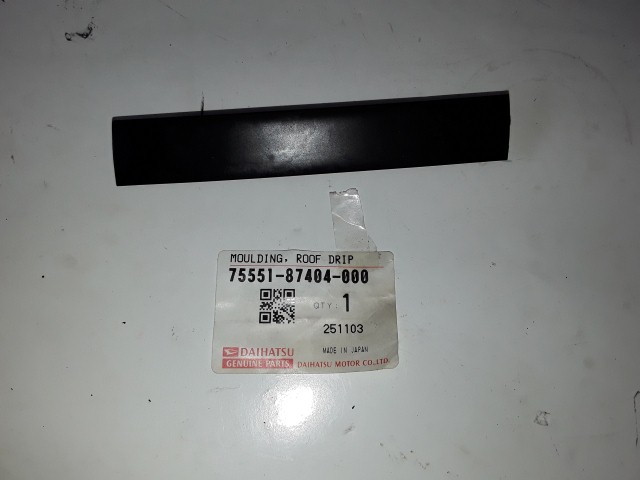 MOULDING, ROOF DRIP
75551-87404-000
QTY: 1
251103
MADE IN JAPAN
DAIHATSU
GENUINE PARTS DAIHATSU MOTOR CO.,LTD.